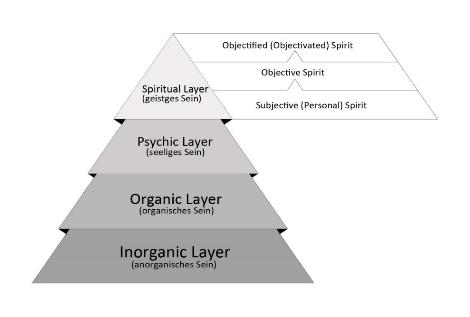 Objectified (Objectivated) Spirit
Objective Spirit
Spiritual Layer
(geistges Sein)
Subjective (Personal) Spirit
Psychic Layer
(seeliges Sein)
Organic Layer
(organisches Sein)
Inorganic Layer
(anorganisches Sein)